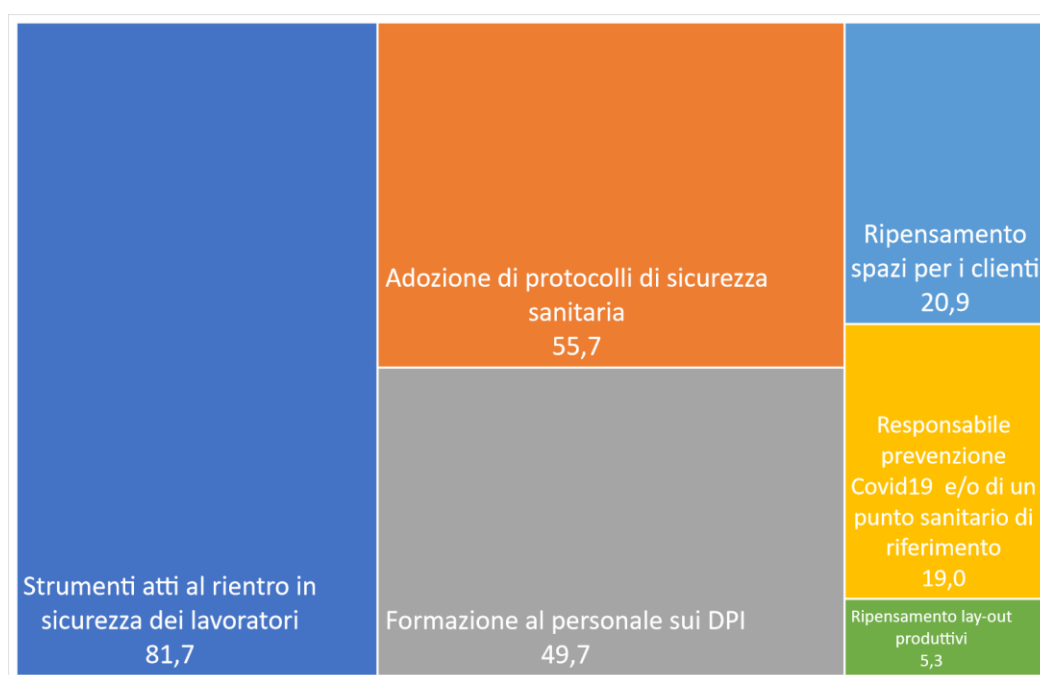 Strumenti atti al rientro in
sicurezza dei lavoratori
81,7
Adozione di protocolli di sicurezza
sanitaria
55,7
Formazione al personale sui DPI
49,7
Ripensamento
spazi per i clienti
20,9
Responsabile
prevenzione
Covid19 e/o di un
punto sanitario di
riferimento
19,0
Ripensamento lay-out
produttivi
5,3